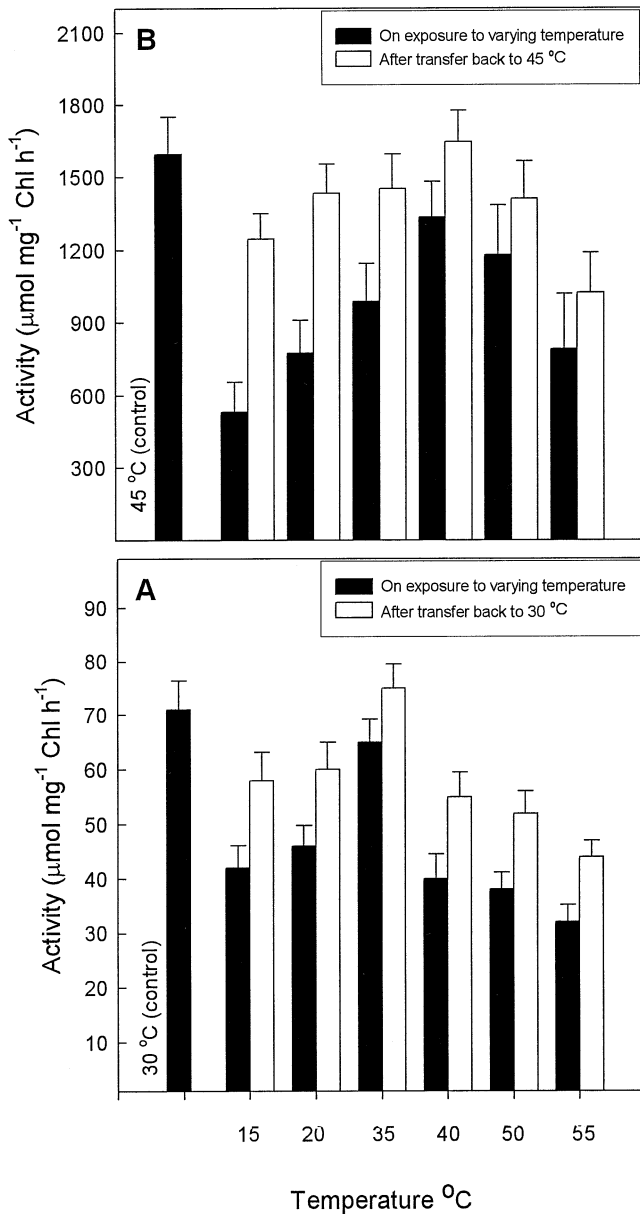 B
On exposure to varying temperature
After transfer back to 45 °C
2100
1800
1500
1200
900
600
300
Activity (µmol mg⁻¹ Chl h⁻¹)
45 °C (control)
A
On exposure to varying temperature
After transfer back to 30 °C
90
80
70
60
50
40
30
20
10
Activity (µmol mg⁻¹ Chl h⁻¹)
30 °C (control)
15 20 35 40 50 55
Temperature °C